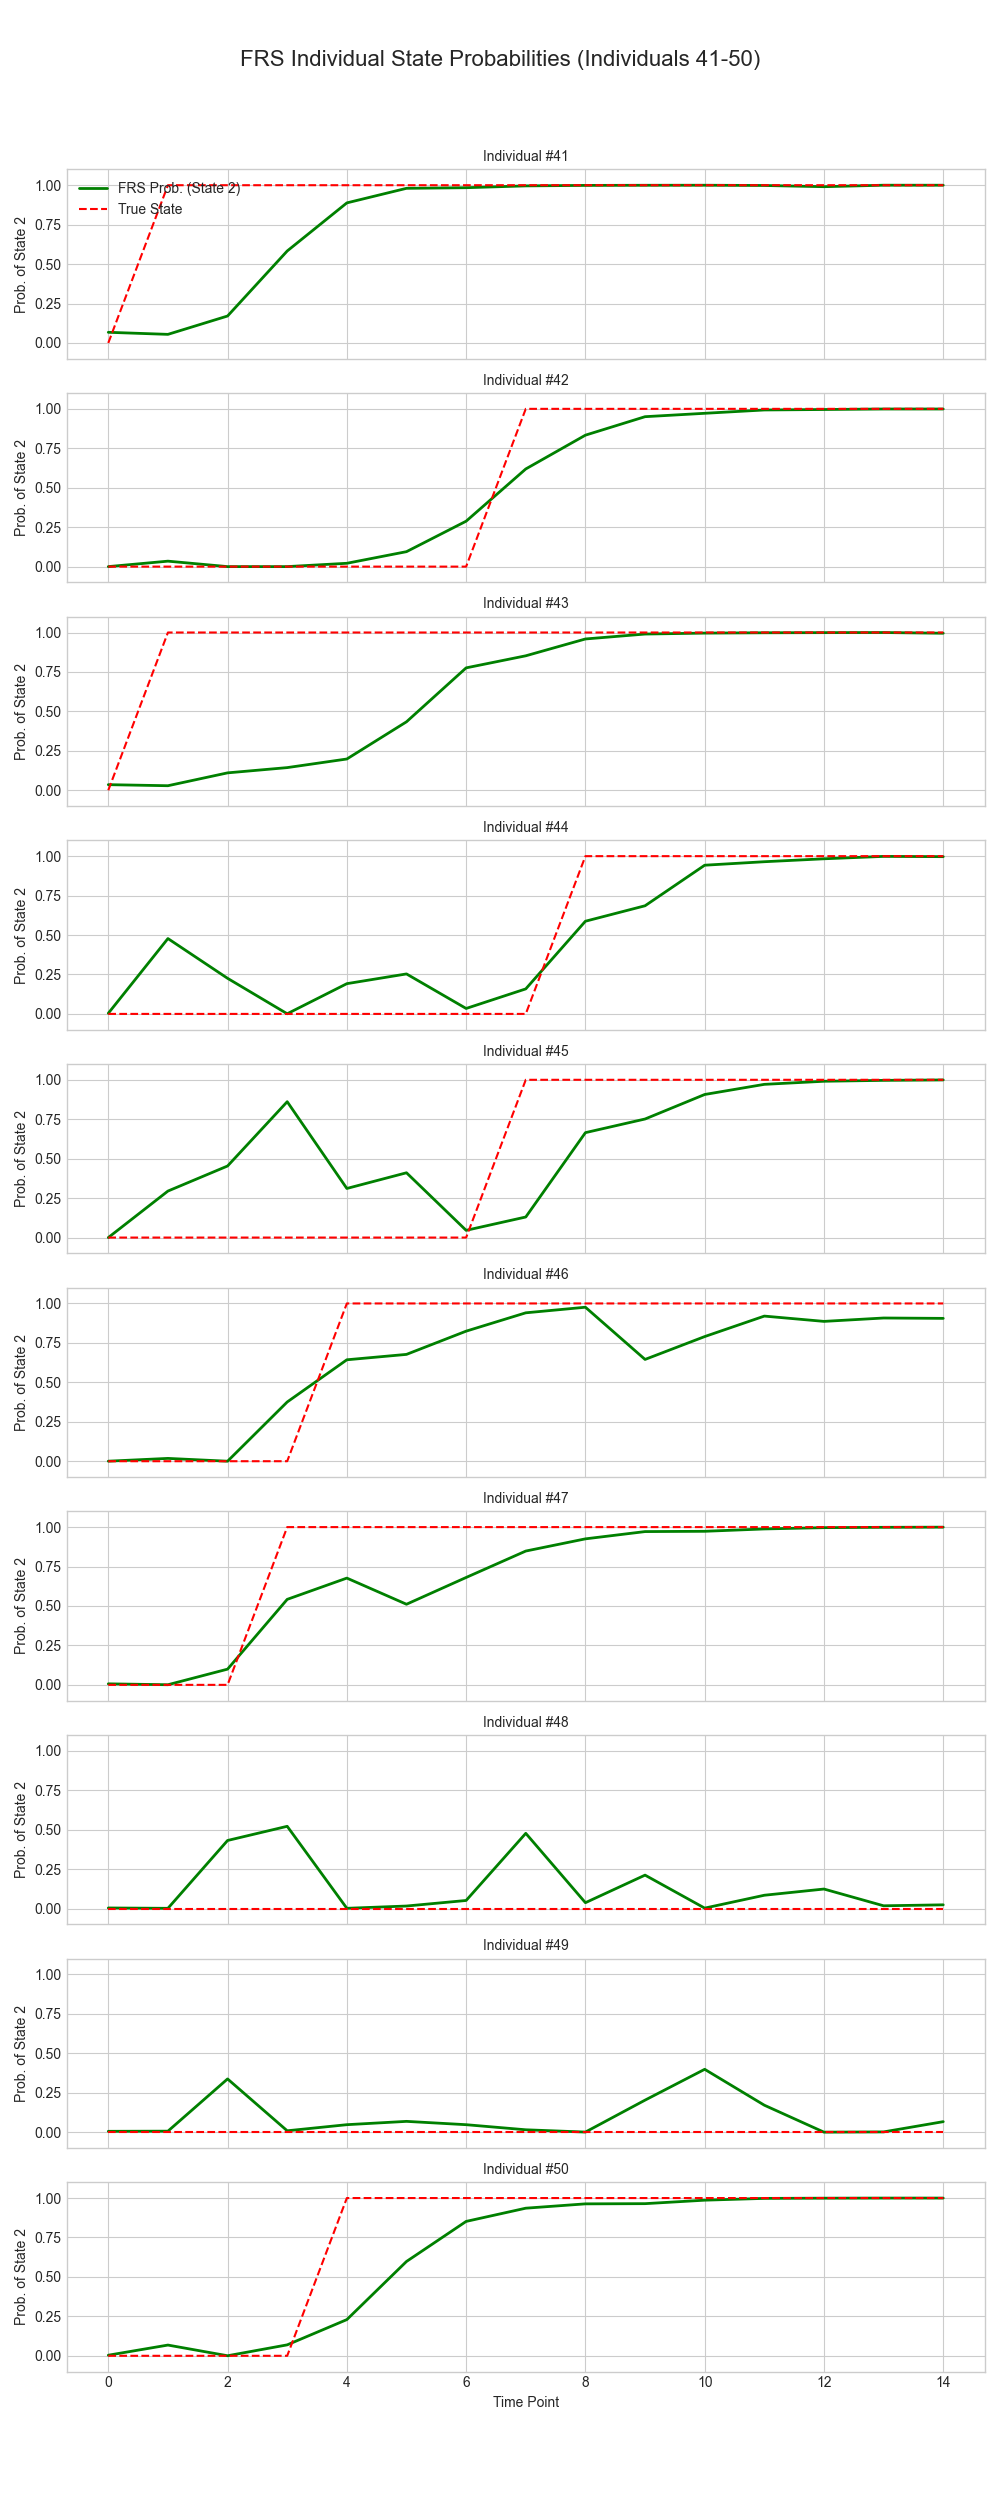 FRS Individual State Probabilities (Individuals 41-50)
Individual #41
FRS Prob. (State 2)
True State
Prob. of State 2
1.00
0.75
0.50
0.25
0.00
Individual #42
Prob. of State 2
1.00
0.75
0.50
0.25
0.00
Individual #43
Prob. of State 2
1.00
0.75
0.50
0.25
0.00
Individual #44
Prob. of State 2
1.00
0.75
0.50
0.25
0.00
Individual #45
Prob. of State 2
1.00
0.75
0.50
0.25
0.00
Individual #46
Prob. of State 2
1.00
0.75
0.50
0.25
0.00
Individual #47
Prob. of State 2
1.00
0.75
0.50
0.25
0.00
Individual #48
Prob. of State 2
1.00
0.75
0.50
0.25
0.00
Individual #49
Prob. of State 2
1.00
0.75
0.50
0.25
0.00
Individual #50
Prob. of State 2
1.00
0.75
0.50
0.25
0.00
0 2 4 6 8 10 12 14
Time Point